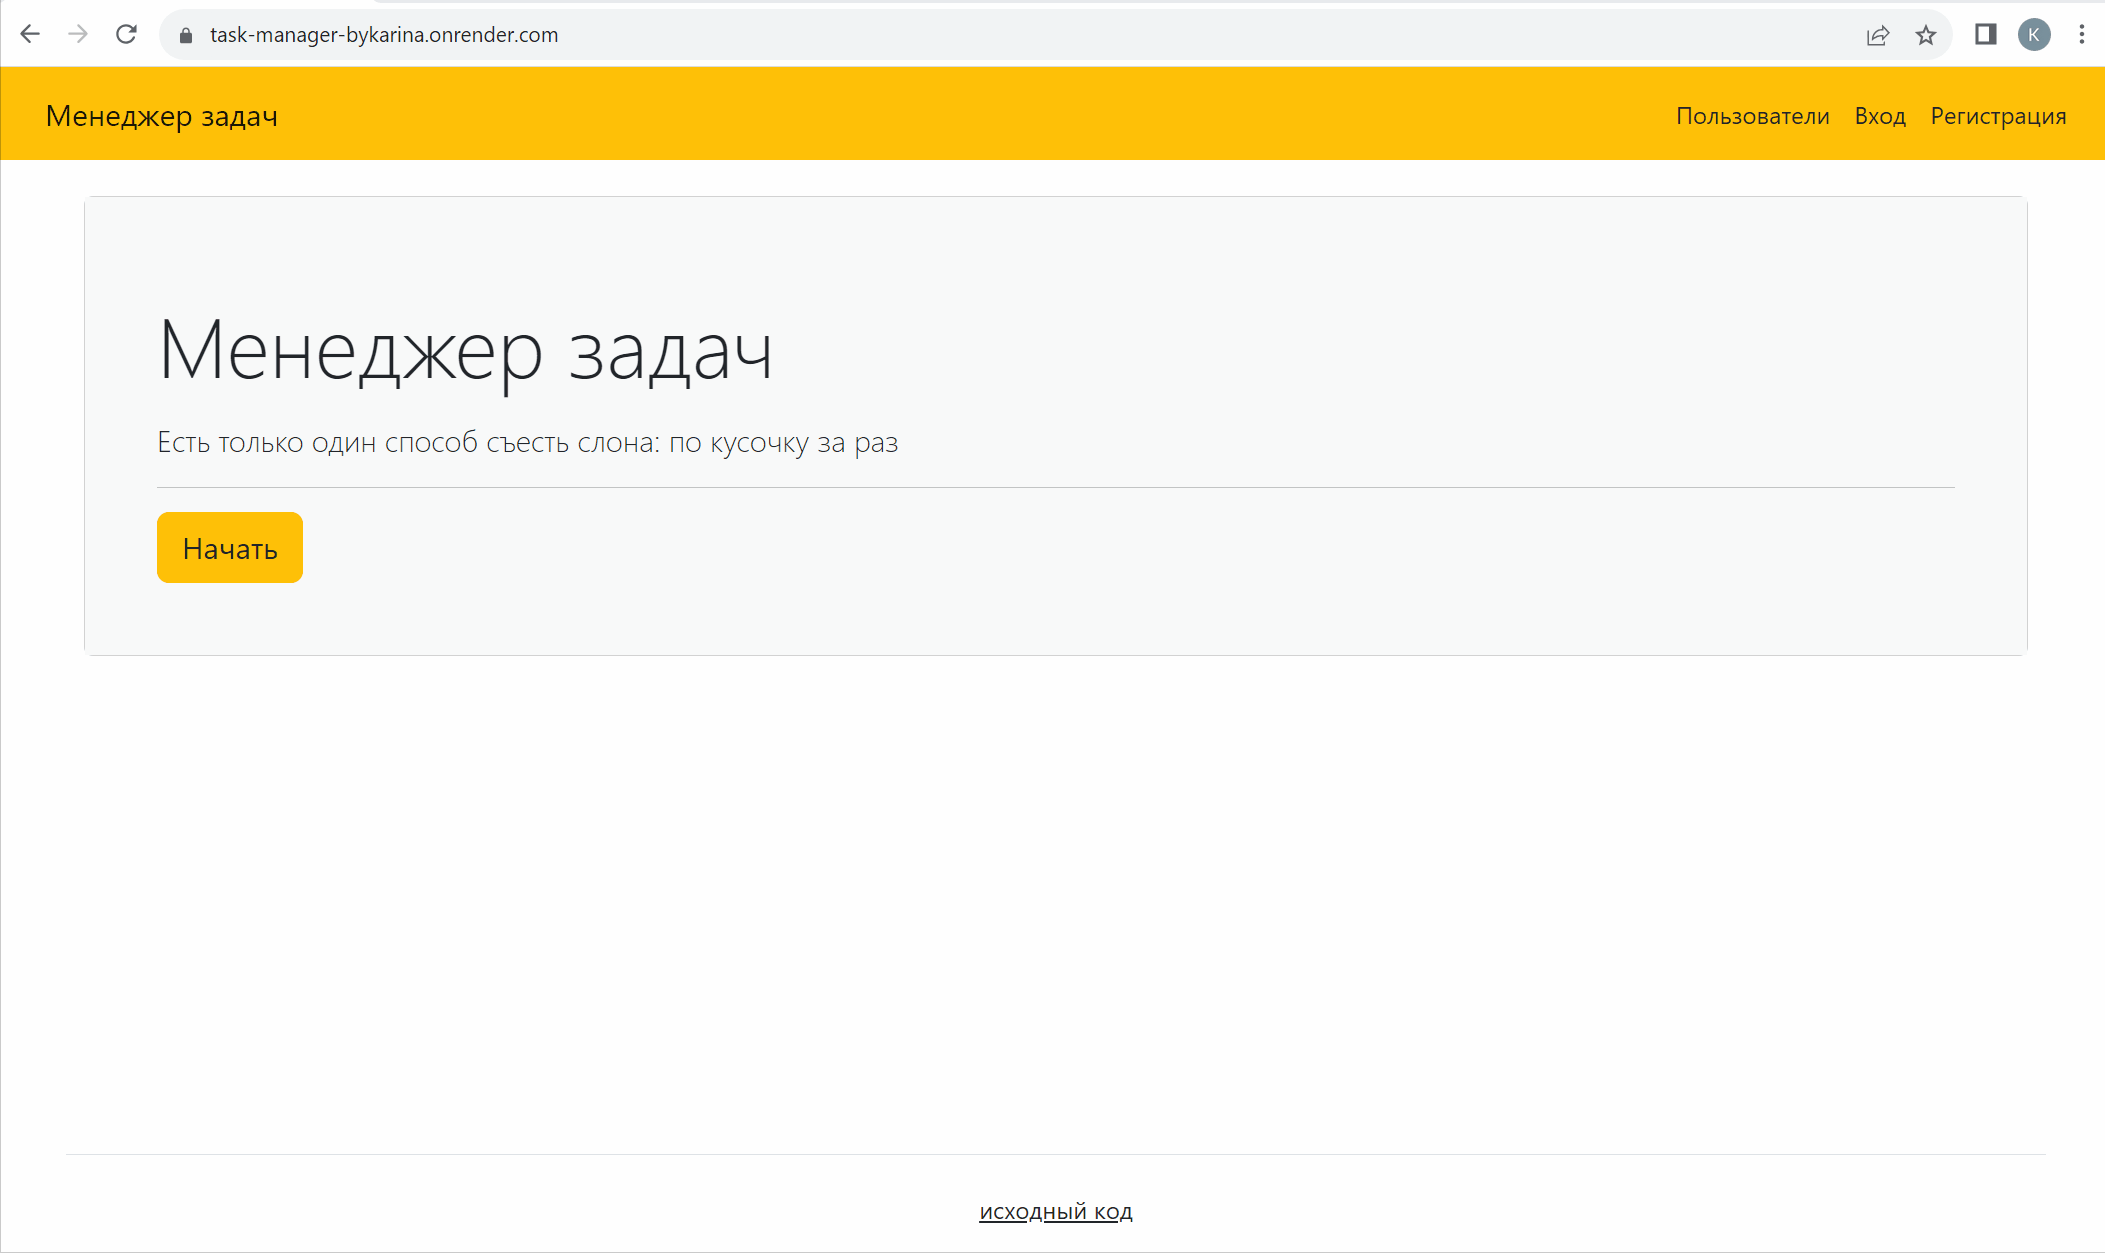 task-manager-bykarina.onrender.com
K
Менеджер задач
Пользователи Вход Регистрация
Менеджер задач
Есть только один способ съесть слона: по кусочку за раз
Начать
исходный код